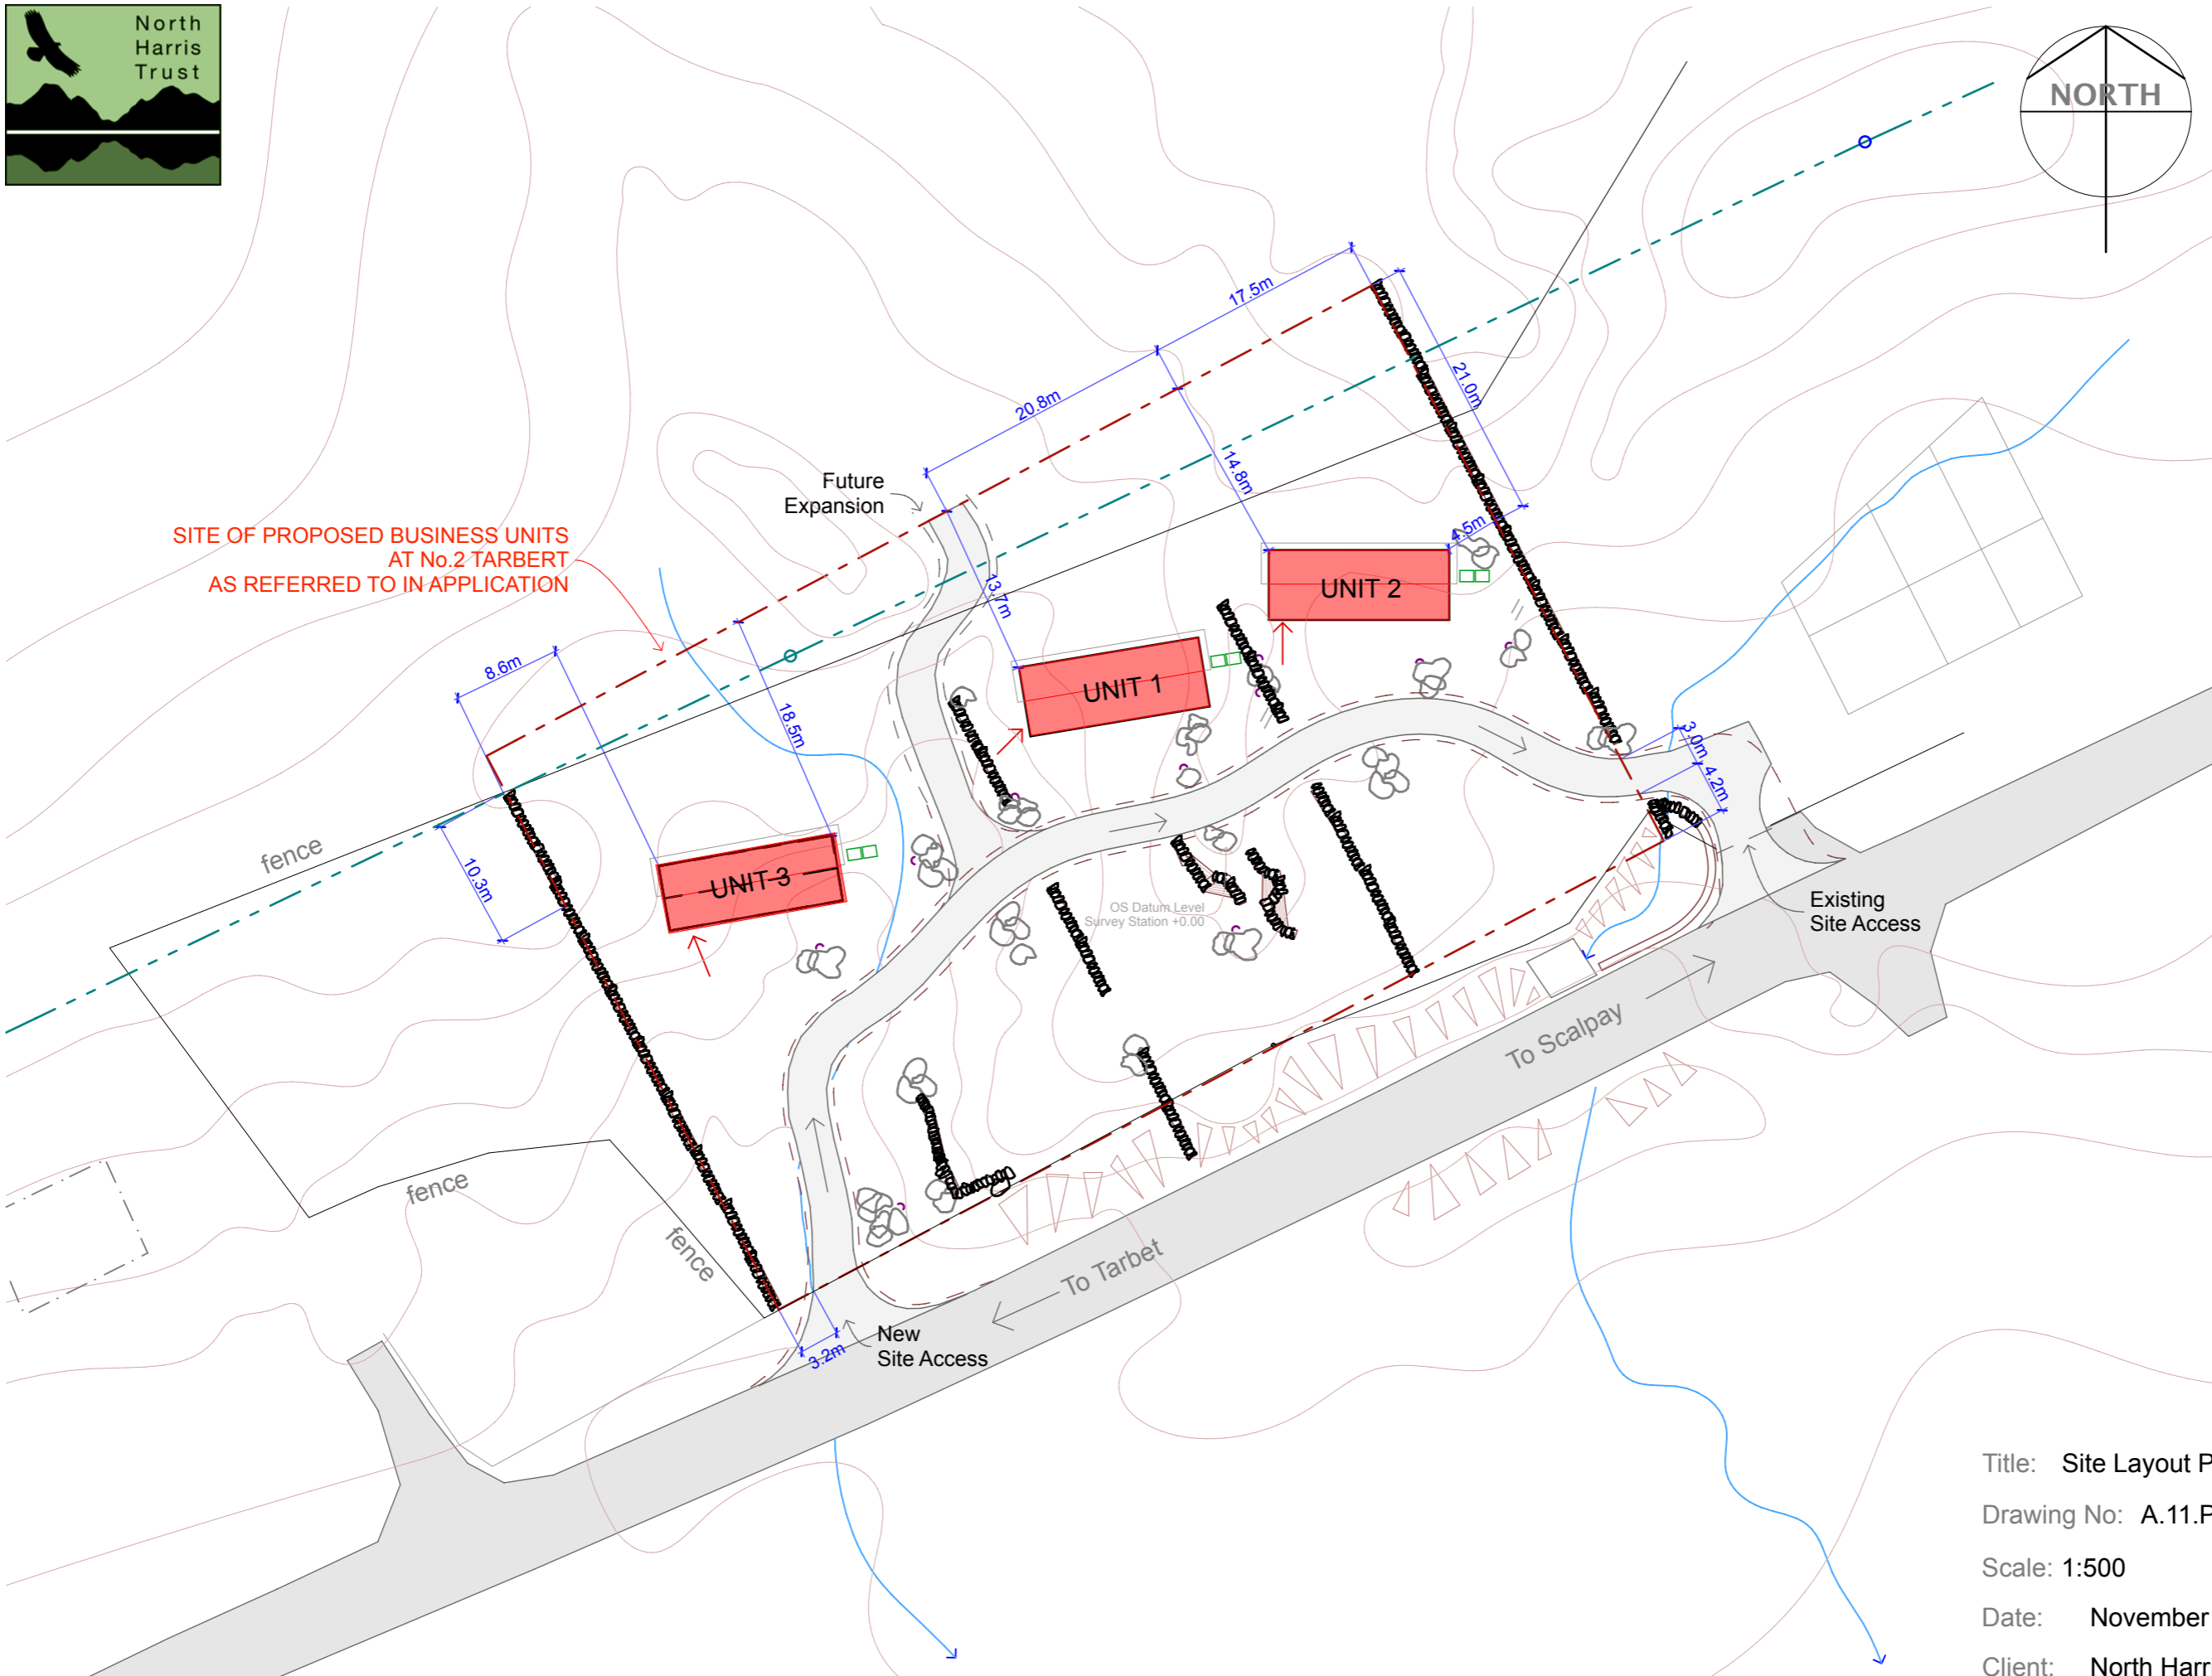 North
Harris
Trust
NORTH
17.5m
20.8m
21.0m
14.8m
4.5m
Future
Expansion
SITE OF PROPOSED BUSINESS UNITS
AT No.2 TARBERT
AS REFERRED TO IN APPLICATION
UNIT 2
13.7m
8.6m
UNIT 1
18.5m
3.0m
4.2m
fence
10.3m
UNIT 3
OS Datum Level
Survey Station +0.00
Existing
Site Access
To Scalpay
fence
fence
To Tarbet
New
Site Access
3.2m
Title: Site Layout P
Drawing No: A.11.P
Scale: 1:500
Date: November
Client: North Harr